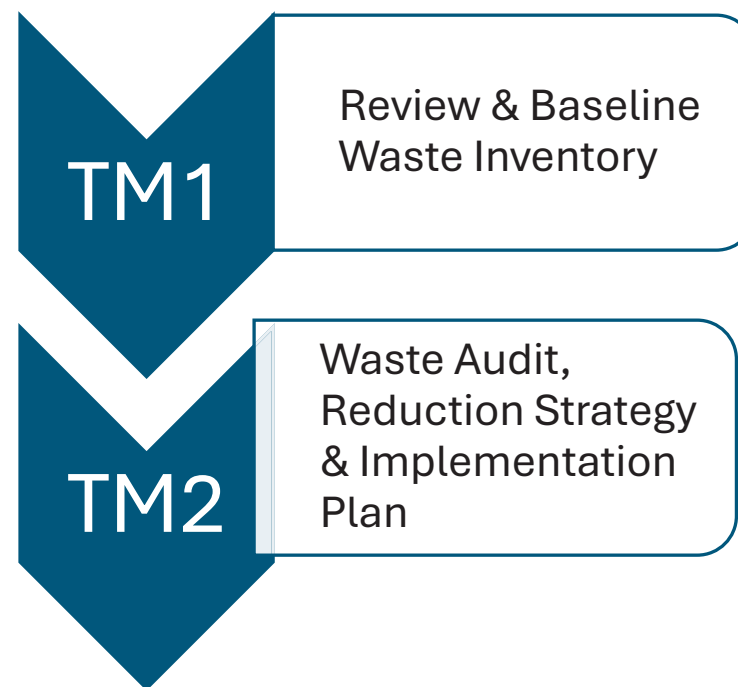 TM1
Review & Baseline
Waste Inventory
TM2
Waste Audit,
Reduction Strategy
& Implementation
Plan